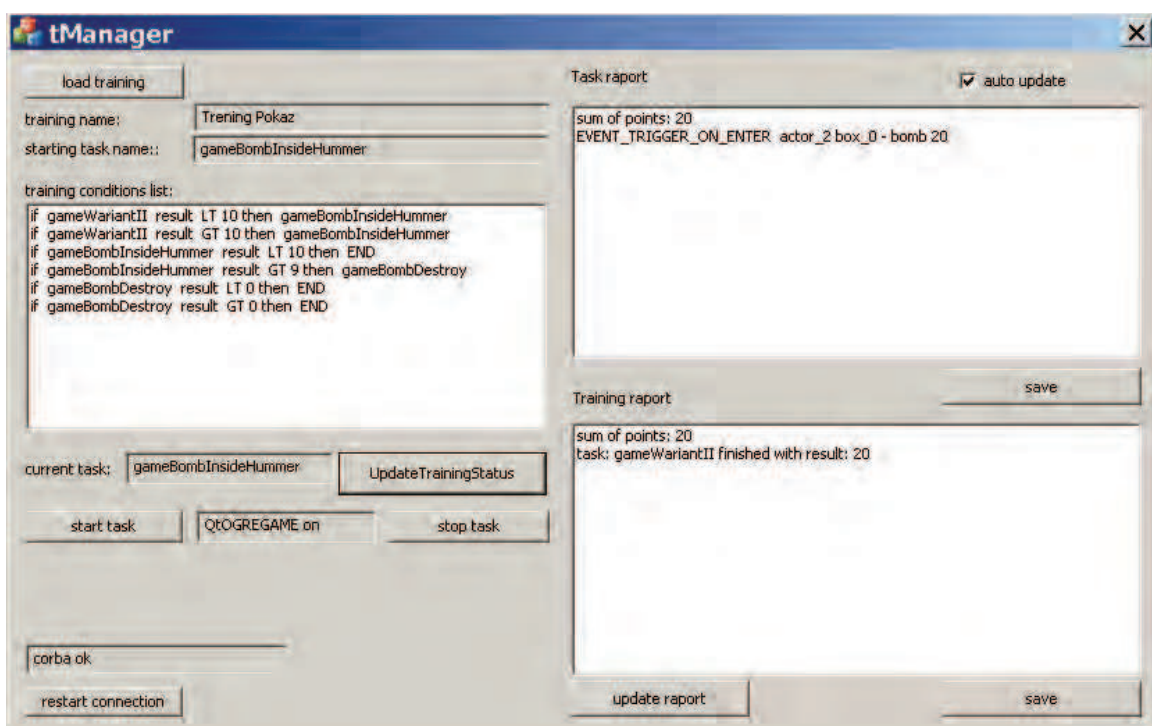 tManager
load training
training name: Trening Pokaz
starting task name:: gameBombInsideHummer
training conditions list:
if gameWariantII result LT 10 then gameBombInsideHummer
if gameWariantII result GT 10 then gameBombInsideHummer
if gameBombInsideHummer result LT 10 then END
if gameBombInsideHummer result GT 9 then gameBombDestroy
if gameBombDestroy result LT 0 then END
if gameBombDestroy result GT 0 then END
current task: gameBombInsideHummer UpdateTrainingStatus
start task QtOGREGAME on stop task
corba ok
restart connection
Task raport auto update
sum of points: 20
EVENT_TRIGGER_ON_ENTER actor_2 box_0 - bomb 20
save
Training raport
sum of points: 20
task: gameWariantII finished with result: 20
update raport save